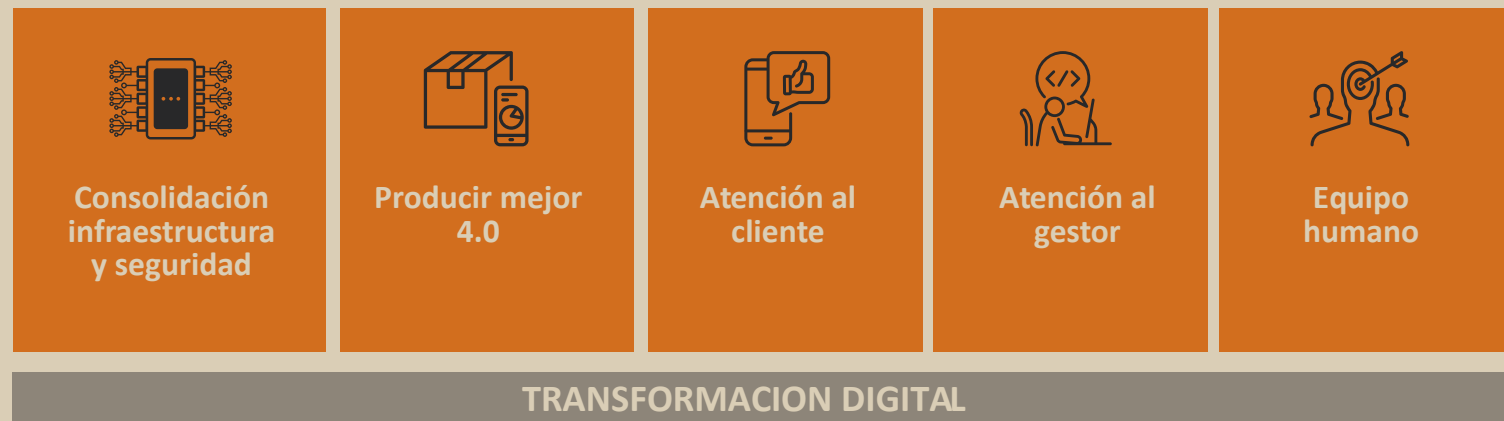 Consolidación
infraestructura
y seguridad
Producir mejor
4.0
Atención al
cliente
Atención al
gestor
Equipo
humano
TRANSFORMACION DIGITAL